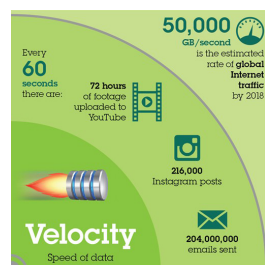 50,000
GB/second
is the estimated
rate of global
Internet
traffic
by 2018
Every
60
seconds
there are:
72 hours
of footage
uploaded to
YouTube
216,000
Instagram posts
204,000,000
emails sent
Velocity
Speed of data